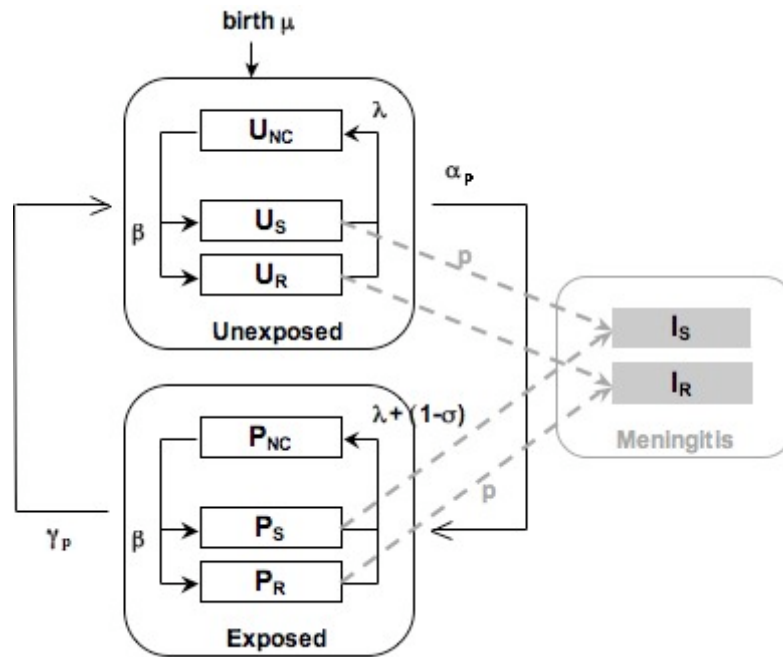 birth μ
U_NC
λ
α_p
β
U_S
U_R
p
Unexposed
I_S
I_R
Meningitis
λ+(1-σ)
P_NC
p
γ_p
β
P_S
P_R
Exposed